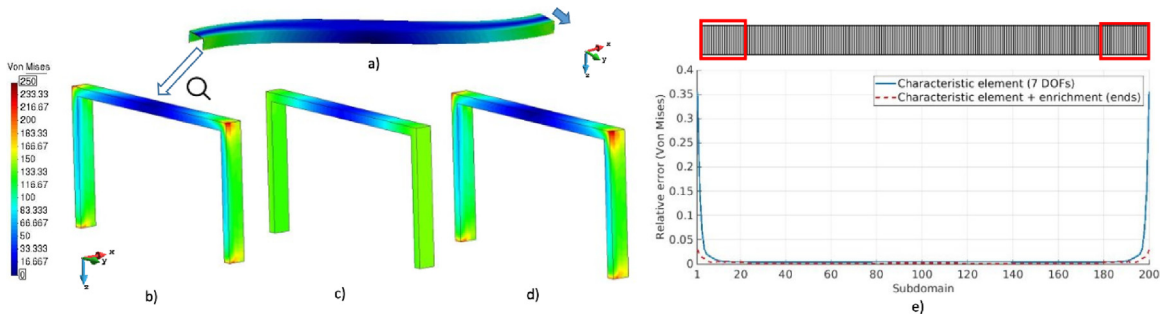 a)
Von Mises
250
233.33
216.67
200
183.33
166.67
150
133.33
116.67
100
83.333
66.667
50
33.333
16.667
0
x
y
z
x
y
z
b)
c)
d)
0.4
0.35
0.3
0.25
0.2
0.15
0.1
0.05
0
Relative error (Von Mises)
Characteristic element (7 DOFs)
Characteristic element + enrichment (ends)
1 20 40 60 80 100 120 140 160 180 200
Subdomain
e)